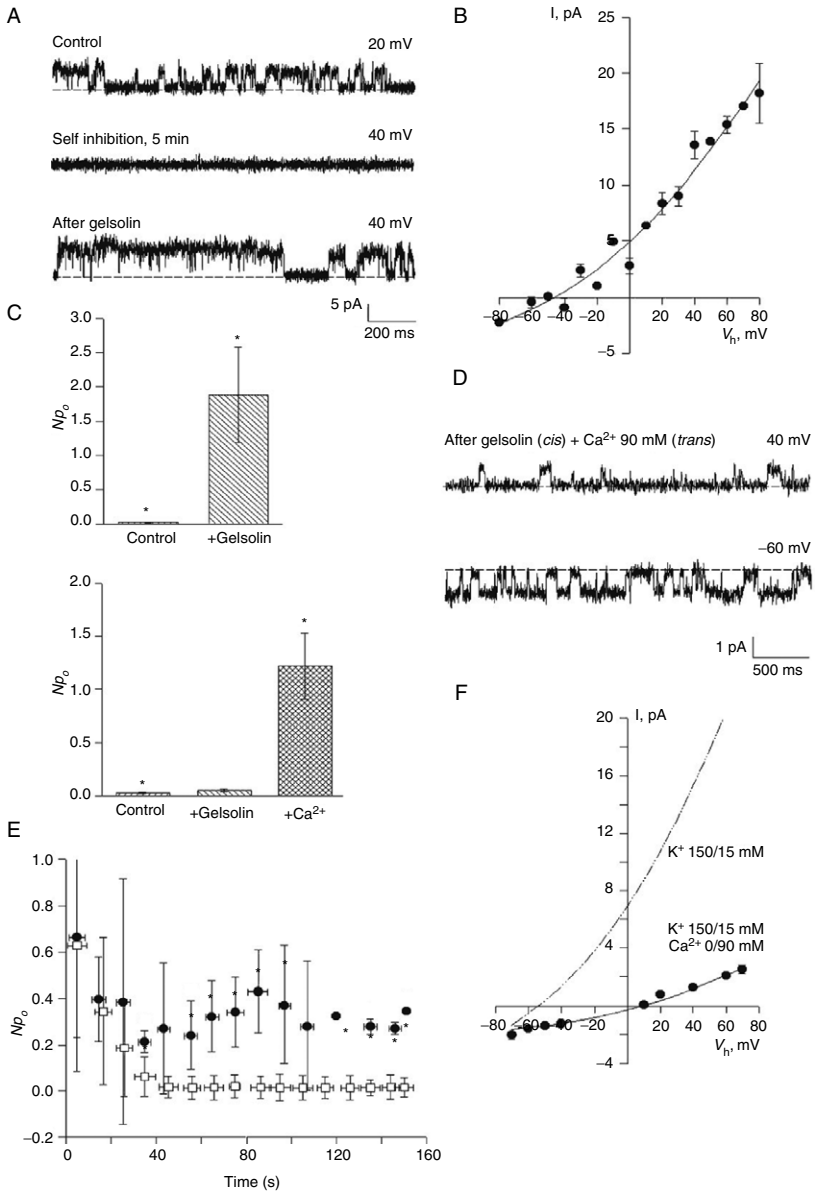 A
Control
20 mV
Self inhibition, 5 min
40 mV
After gelsolin
40 mV
5 pA
200 ms
B
I, pA
25
20
15
10
5
−5
−80 −60 −40 −20 20 40 60 80
Vₕ, mV
C
Npₒ
3.0
2.5
2.0
1.5
1.0
0.5
0.0
*
*
Control +Gelsolin
Npₒ
2.0
1.5
1.0
0.5
0.0
*
*
Control +Gelsolin +Ca²⁺
D
After gelsolin (cis) + Ca²⁺ 90 mM (trans)
40 mV
−60 mV
1 pA
500 ms
E
Npₒ
1.0
0.8
0.6
0.4
0.2
0.0
−0.2
* * * * * * * * * * *
0 40 80 120 160
Time (s)
F
I, pA
20
16
12
8
4
−4
K⁺ 150/15 mM
K⁺ 150/15 mM
Ca²⁺ 0/90 mM
−80 −60 −40 −20 0 20 40 60 80
Vₕ, mV